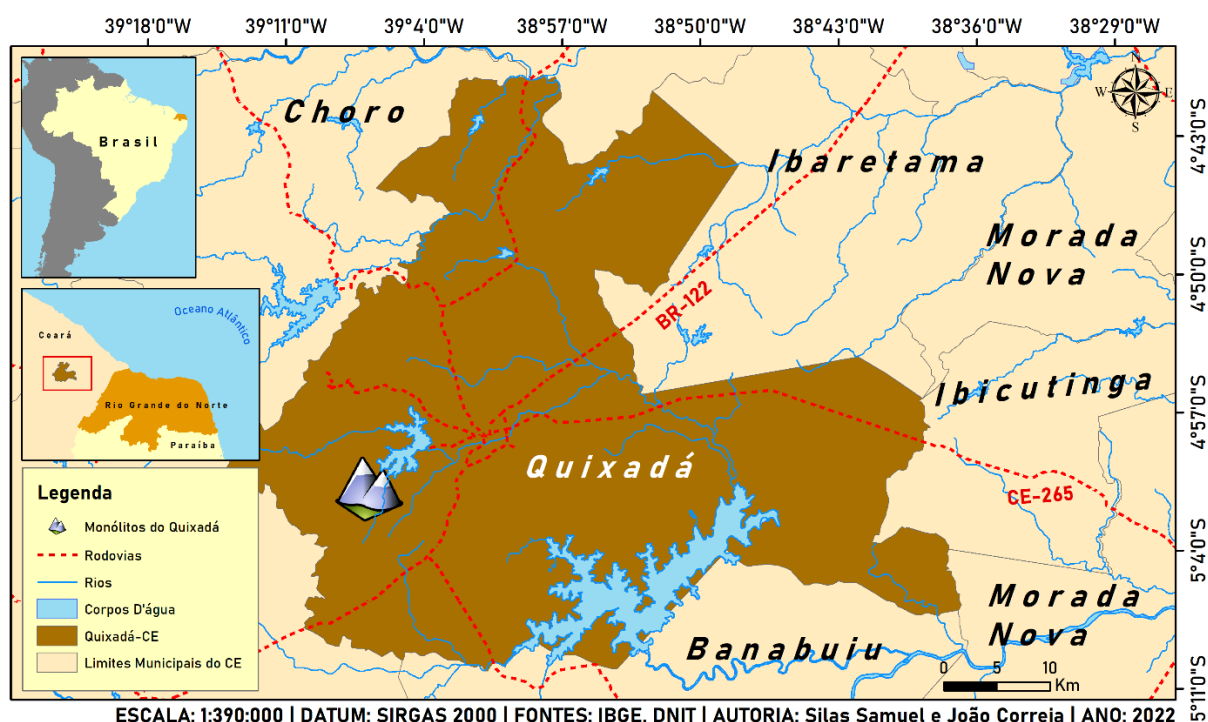 39°18'0"W 39°11'0"W 39°4'0"W 38°57'0"W 38°50'0"W 38°43'0"W 38°36'0"W 38°29'0"W
N
W E
S
Brasil
Choro
Ibaretama
4°43'0"S
Morada
Nova
4°50'0"S
Oceano Atlântico
Coará
Rio Grande do Norte
Paraíba
BR-122
Ibicutinga
4°57'0"S
Quixadá
CE-265
Legenda
Monólitos do Quixadá
Rodovias
Rios
Corpos D'água
Quixadá-CE
Limites Municipais do CE
5°4'0"S
Morada
Nova
Banabuiu
0 5 10
Km
5°11'0"S
ESCALA: 1:390:000 | DATUM: SIRGAS 2000 | FONTES: IBGE, DNIT | AUTORIA: Silas Samuel e João Correia | ANO: 2022